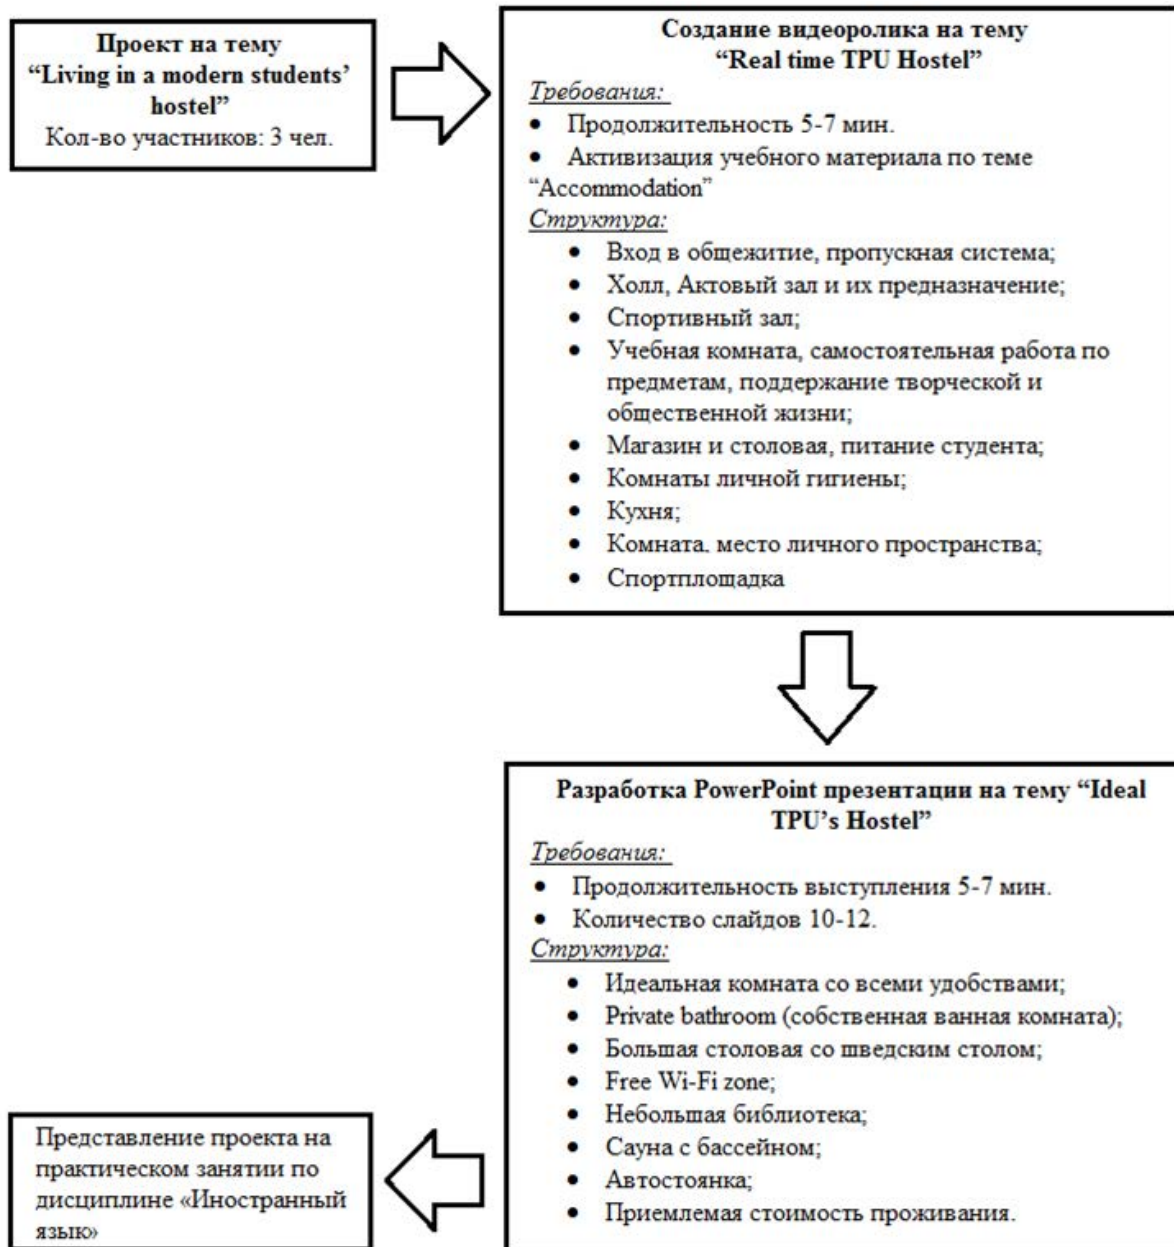 Проект на тему
“Living in a modern students’
hostel”
Кол-во участников: 3 чел.
Создание видеоролика на тему
“Real time TPU Hostel”
Требования:
• Продолжительность 5-7 мин.
• Активизация учебного материала по теме
“Accommodation”
Структура:
• Вход в общежитие, пропускная система;
• Холл, Актовый зал и их предназначение;
• Спортивный зал;
• Учебная комната, самостоятельная работа по
предметам, поддержание творческой и
общественной жизни;
• Магазин и столовая, питание студента;
• Комнаты личной гигиены;
• Кухня;
• Комната. место личного пространства;
• Спортплощадка
Разработка PowerPoint презентации на тему “Ideal
TPU’s Hostel”
Требования:
• Продолжительность выступления 5-7 мин.
• Количество слайдов 10-12.
Структура:
• Идеальная комната со всеми удобствами;
• Private bathroom (собственная ванная комната);
• Большая столовая со шведским столом;
• Free Wi-Fi zone;
• Небольшая библиотека;
• Сауна с бассейном;
• Автостоянка;
• Приемлемая стоимость проживания.
Представление проекта на
практическом занятии по
дисциплине «Иностранный
язык»